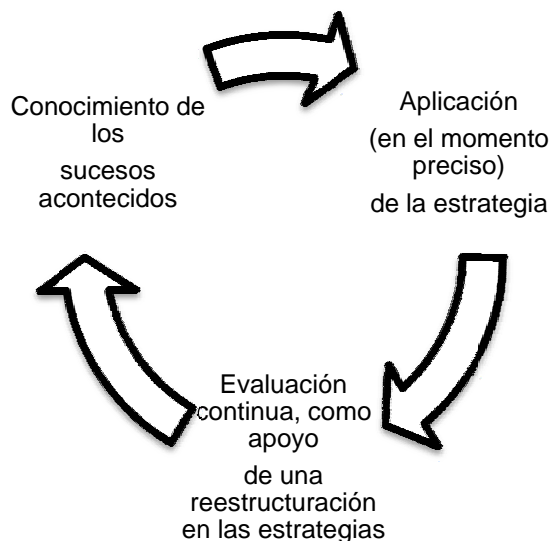 Conocimiento de
los
sucesos
acontecidos
Aplicación
(en el momento
preciso)
de la estrategia
Evaluación
continua, como
apoyo
de una
reestructuración
en las estrategias